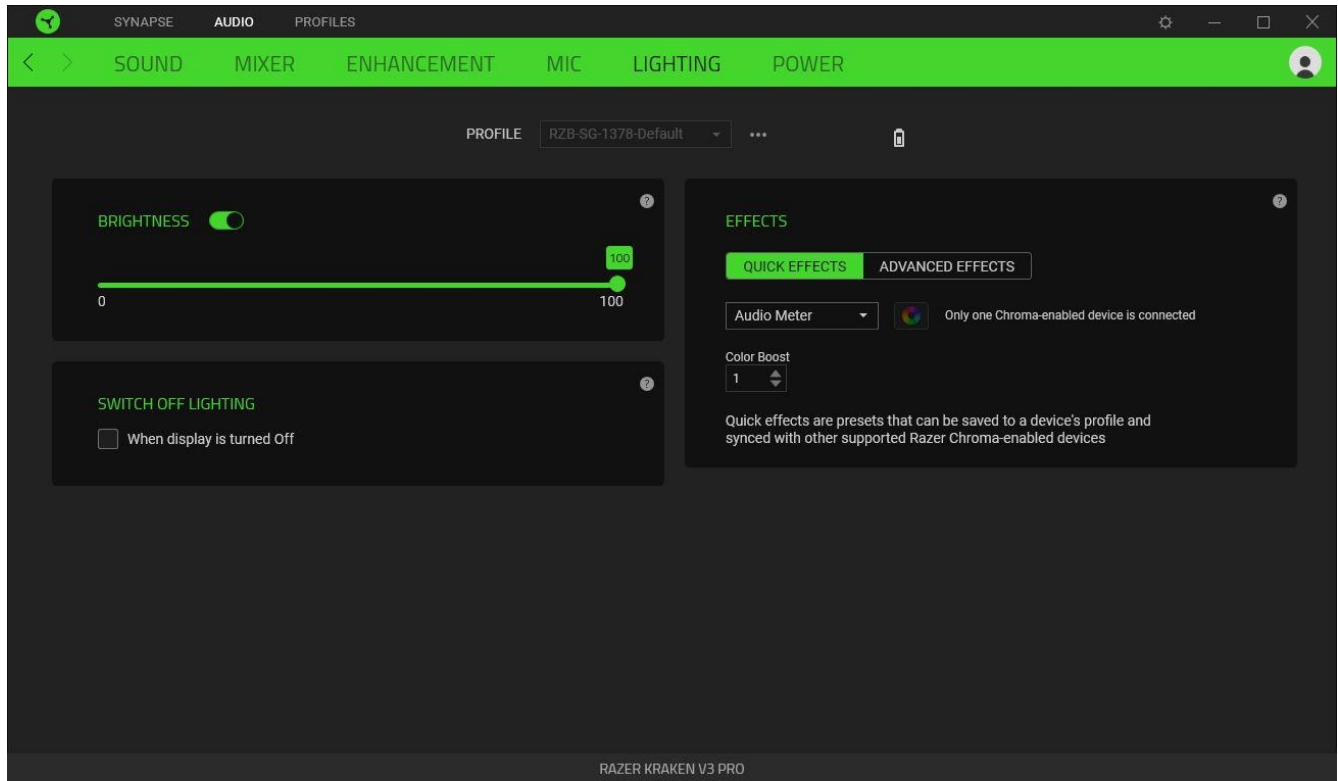 SYNAPSE AUDIO PROFILES
SOUND MIXER ENHANCEMENT MIC LIGHTING POWER
PROFILE RZB-SG-1378-Default
BRIGHTNESS
100
0 100
SWITCH OFF LIGHTING
When display is turned Off
EFFECTS
QUICK EFFECTS ADVANCED EFFECTS
Audio Meter Only one Chroma-enabled device is connected
Color Boost
1
Quick effects are presets that can be saved to a device's profile and
synced with other supported Razer Chroma-enabled devices
RAZER KRAKEN V3 PRO